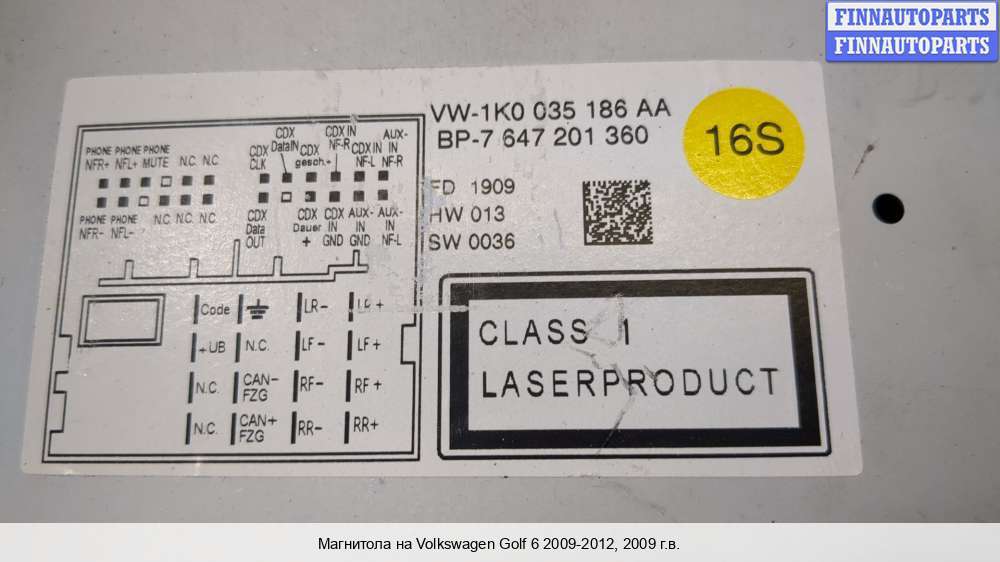 FINNAUTOPARTS
FINNAUTOPARTS
VW-1K0 035 186 AA
BP-7 647 201 360
16S
FD 1909
HW 013
SW 0036
PHONE PHONE PHONE
NFR+ NFL+ MUTE N.C. N.C.
PHONE PHONE
NFR- NFL-
N.C. N.C. N.C.
CDX
CLK
CDX
DataIN
CDX
gesch.+
CDX IN
NF-R
CDX IN
NF-L
AUX-
IN
NF-R
CDX
Data
OUT
CDX
Dauer
+
CDX
IN
GND
AUX-
IN
GND
AUX-
IN
NF-L
Code LR- LR+
+UB N.C. LF- LF+
N.C. CAN-
FZG RF- RF+
N.C. CAN+
FZG RR- RR+
CLASS 1
LASERPRODUCT
Магнитола на Volkswagen Golf 6 2009-2012, 2009 г.в.